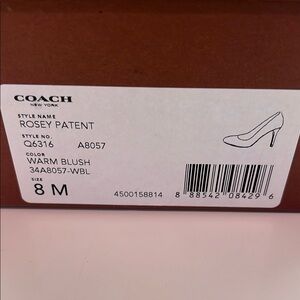 COACH
NEW YORK
STYLE NAME
ROSEY PATENT
STYLE NO.
Q6316 A8057
COLOR
WARM BLUSH
34A8057-WBL
SIZE
8 M
4500158814
8 88542 08429 6